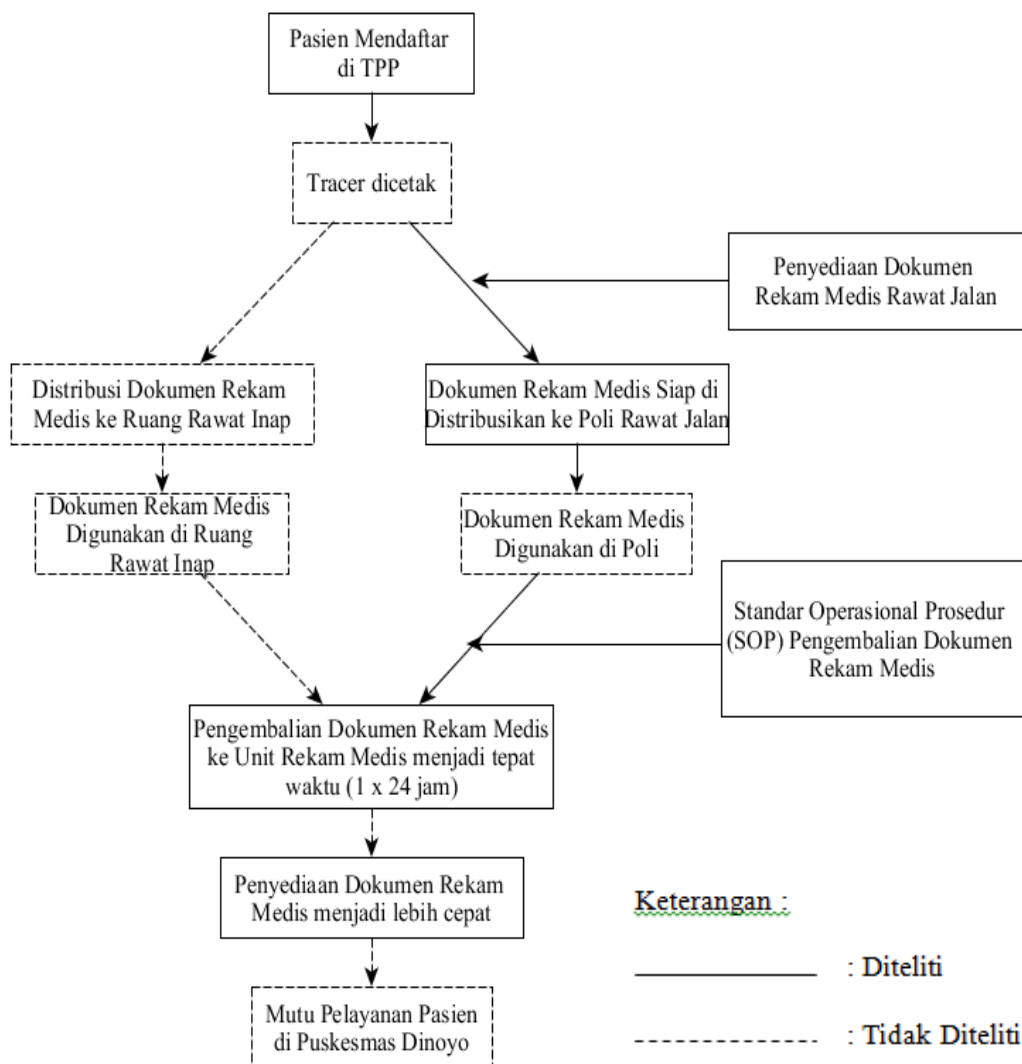 Pasien Mendaftar
di TPP
Tracer dicetak
Penyediaan Dokumen
Rekam Medis Rawat Jalan
Distribusi Dokumen Rekam
Medis ke Ruang Rawat Inap
Dokumen Rekam Medis Siap di
Distribusikan ke Poli Rawat Jalan
Dokumen Rekam Medis
Digunakan di Ruang
Rawat Inap
Dokumen Rekam Medis
Digunakan di Poli
Standar Operasional Prosedur
(SOP) Pengembalian Dokumen
Rekam Medis
Pengembalian Dokumen Rekam Medis
ke Unit Rekam Medis menjadi tepat
waktu (1 x 24 jam)
Penyediaan Dokumen Rekam
Medis menjadi lebih cepat
Mutu Pelayanan Pasien
di Puskesmas Dinoyo
Keterangan :
: Diteliti
: Tidak Diteliti